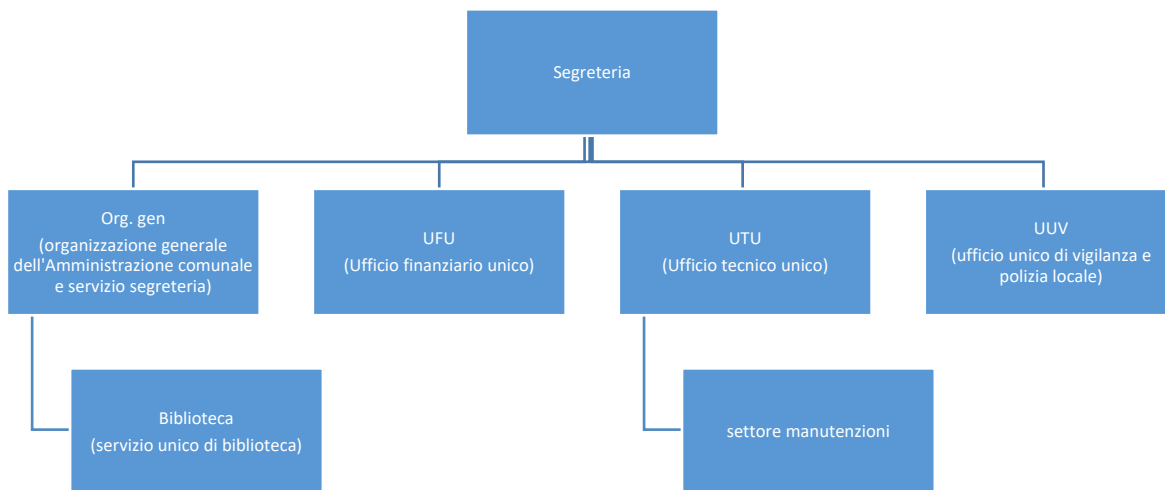 Segreteria
Org. gen
(organizzazione generale
dell'Amministrazione comunale
e servizio segreteria)
UFU
(Ufficio finanziario unico)
UTU
(Ufficio tecnico unico)
UUV
(ufficio unico di vigilanza e
polizia locale)
Biblioteca
(servizio unico di biblioteca)
settore manutenzioni